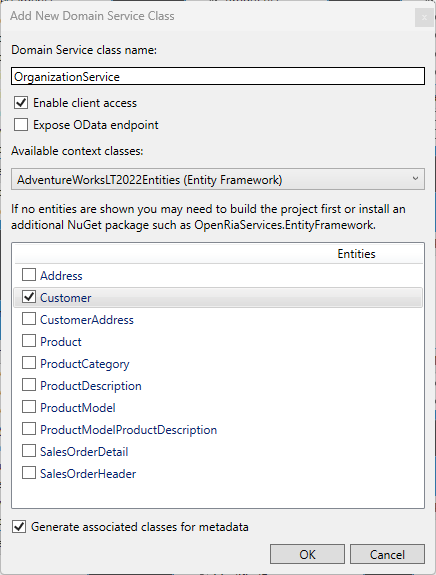 Add New Domain Service Class
Domain Service class name:
OrganizationService
Enable client access
Expose OData endpoint
Available context classes:
AdventureWorksLT2022Entities (Entity Framework)
If no entities are shown you may need to build the project first or install an
additional NuGet package such as OpenRiaServices.EntityFramework.
Entities
Address
Customer
CustomerAddress
Product
ProductCategory
ProductDescription
ProductModel
ProductModelProductDescription
SalesOrderDetail
SalesOrderHeader
Generate associated classes for metadata
OK Cancel